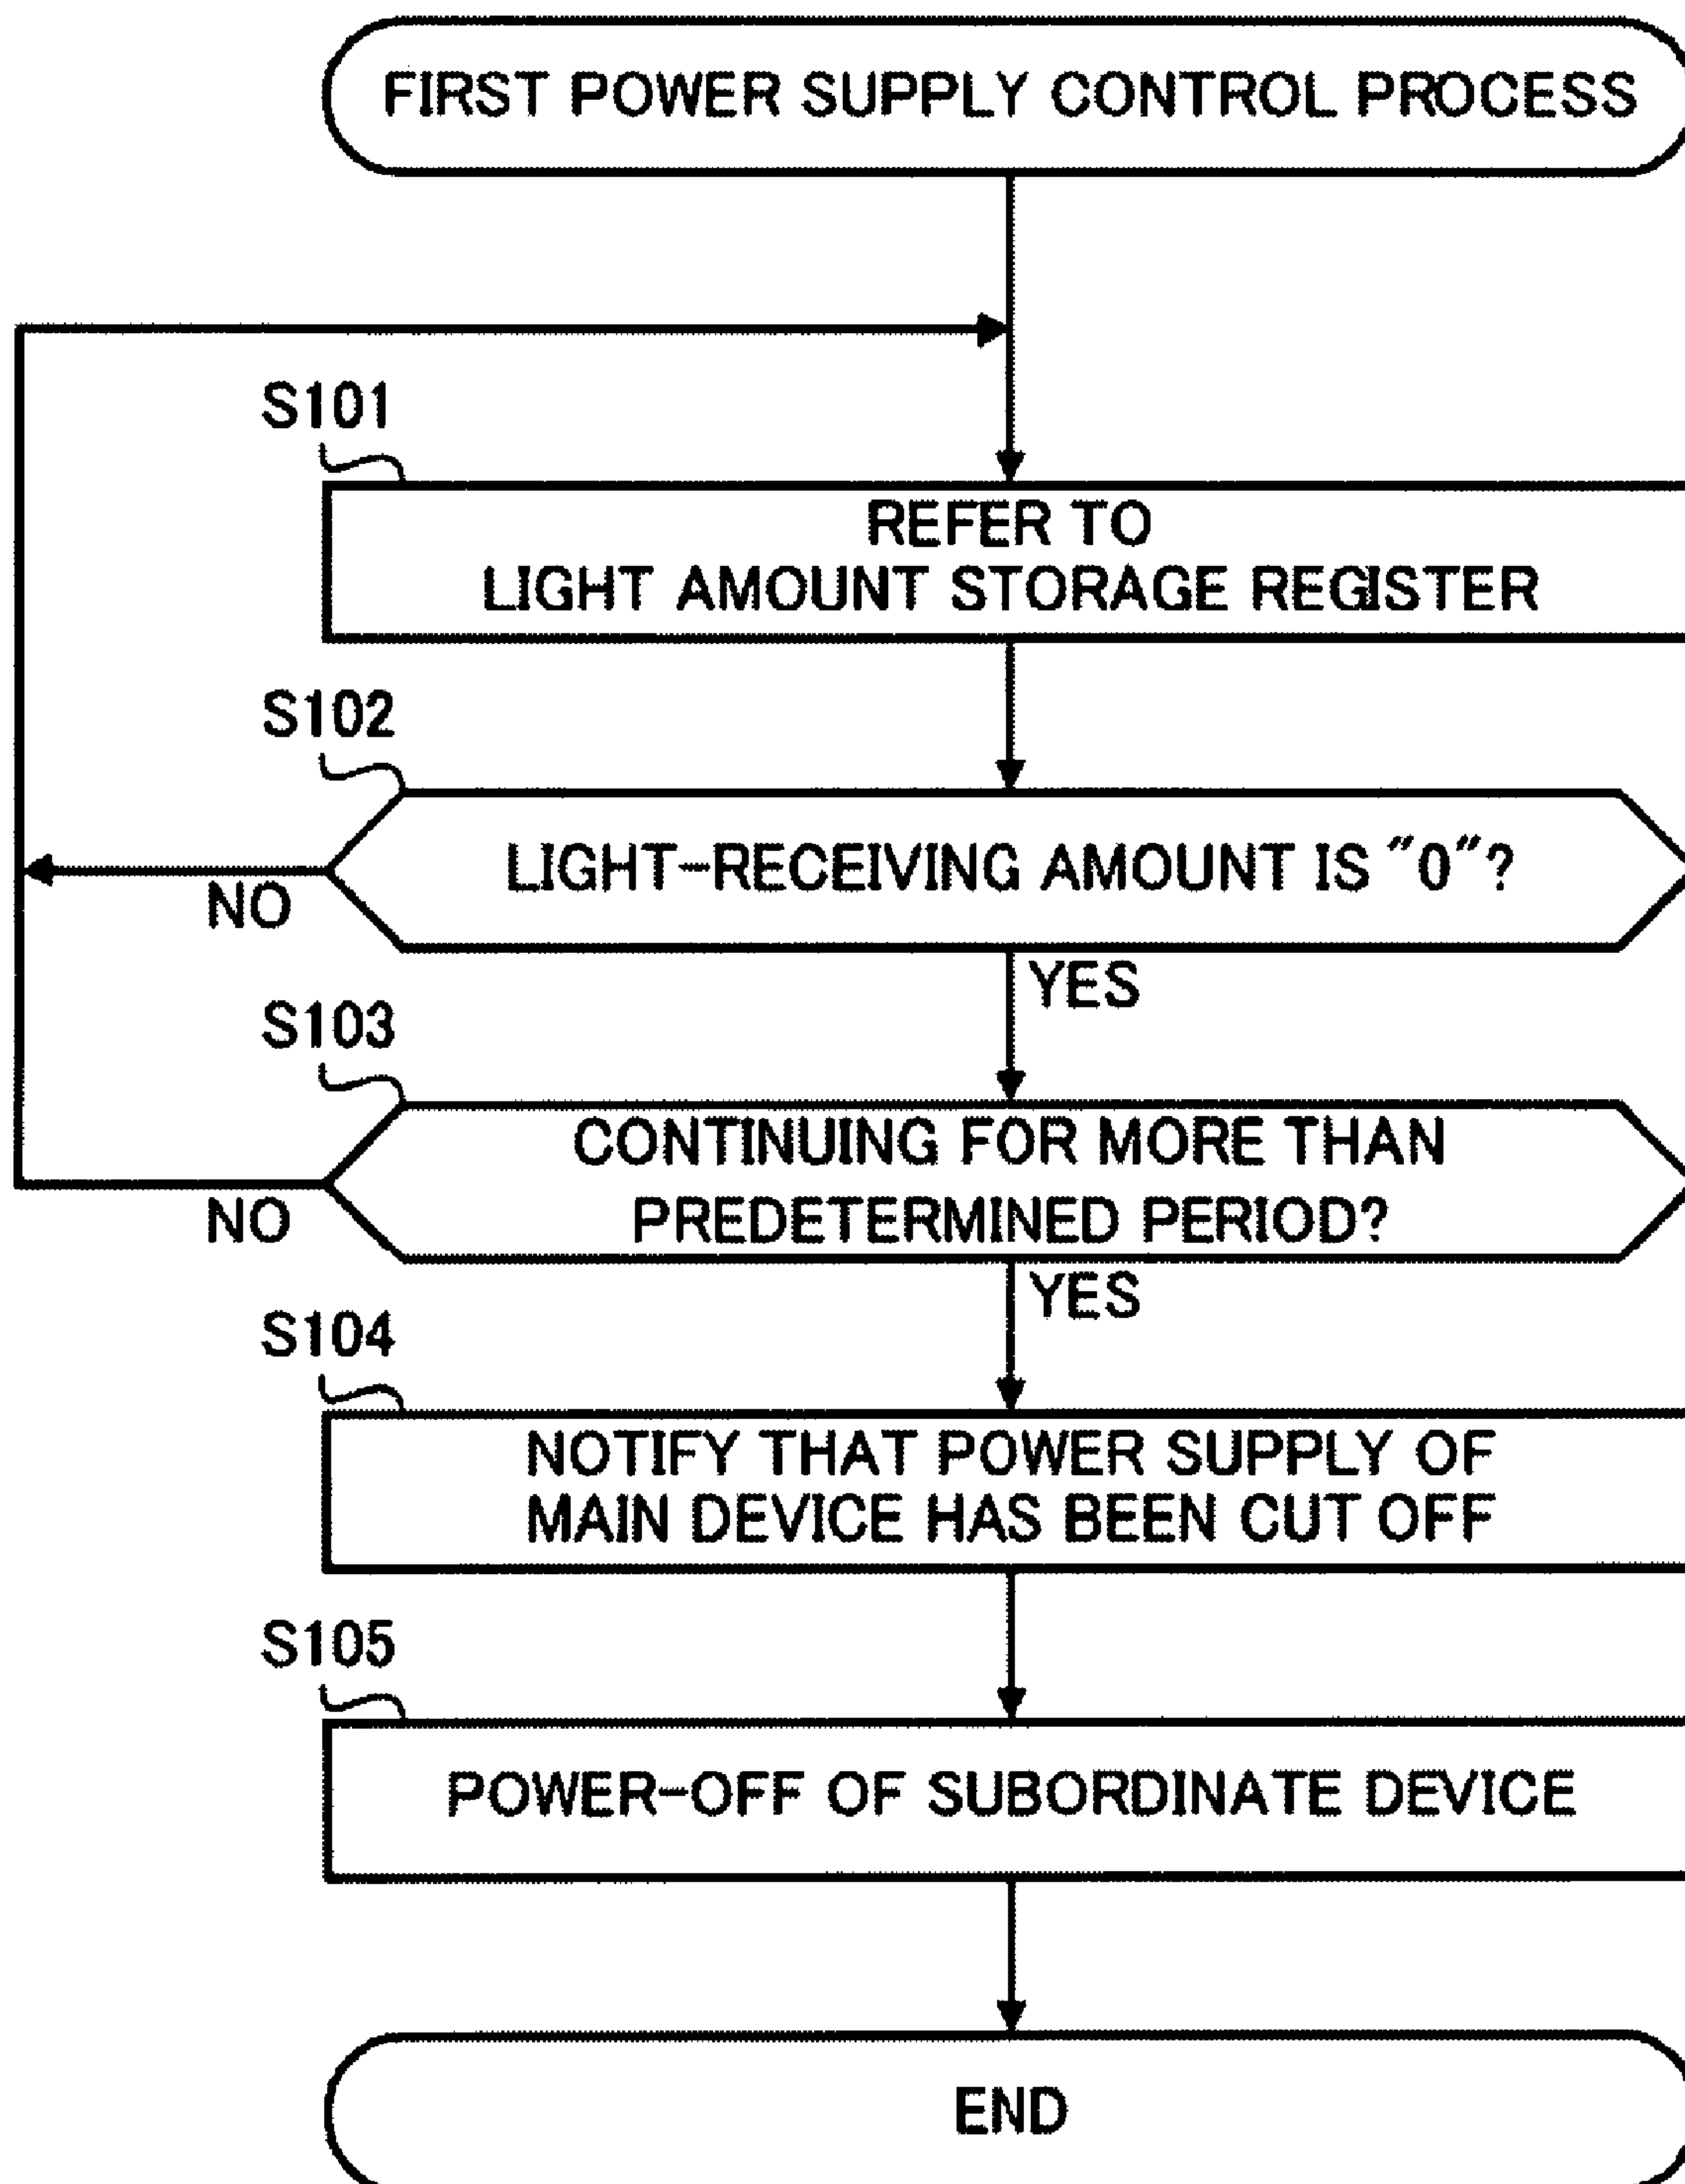 FIRST POWER SUPPLY CONTROL PROCESS
S101
REFER TO
LIGHT AMOUNT STORAGE REGISTER
S102
LIGHT-RECEIVING AMOUNT IS "0"?
NO
YES
S103
CONTINUING FOR MORE THAN
PREDETERMINED PERIOD?
NO
YES
S104
NOTIFY THAT POWER SUPPLY OF
MAIN DEVICE HAS BEEN CUT OFF
S105
POWER-OFF OF SUBORDINATE DEVICE
END